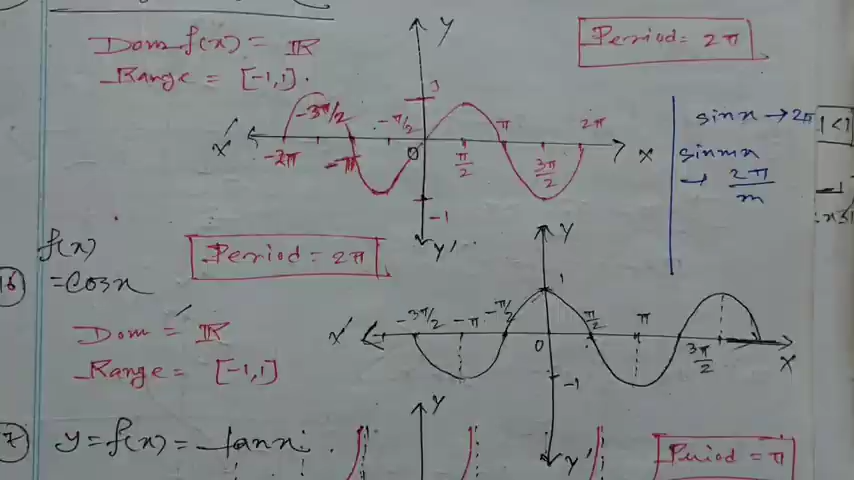 Dom f(x) = ℝ
Range = [-1,1].
Period = 2π
Y
1
-3π/2
-π/2
π
2π
X'
-2π
-π
0
π/2
3π/2
X
-1
Y'
sin x → 2π
sin mx
→ 2π/m
16
f(x)
= Cos x
Period = 2π
Dom = ℝ
Range = [-1,1]
Y
1
-3π/2
-π
-π/2
π/2
π
X'
0
3π/2
X
-1
Y'
7
y = f(x) = tan x
Y
Period = π